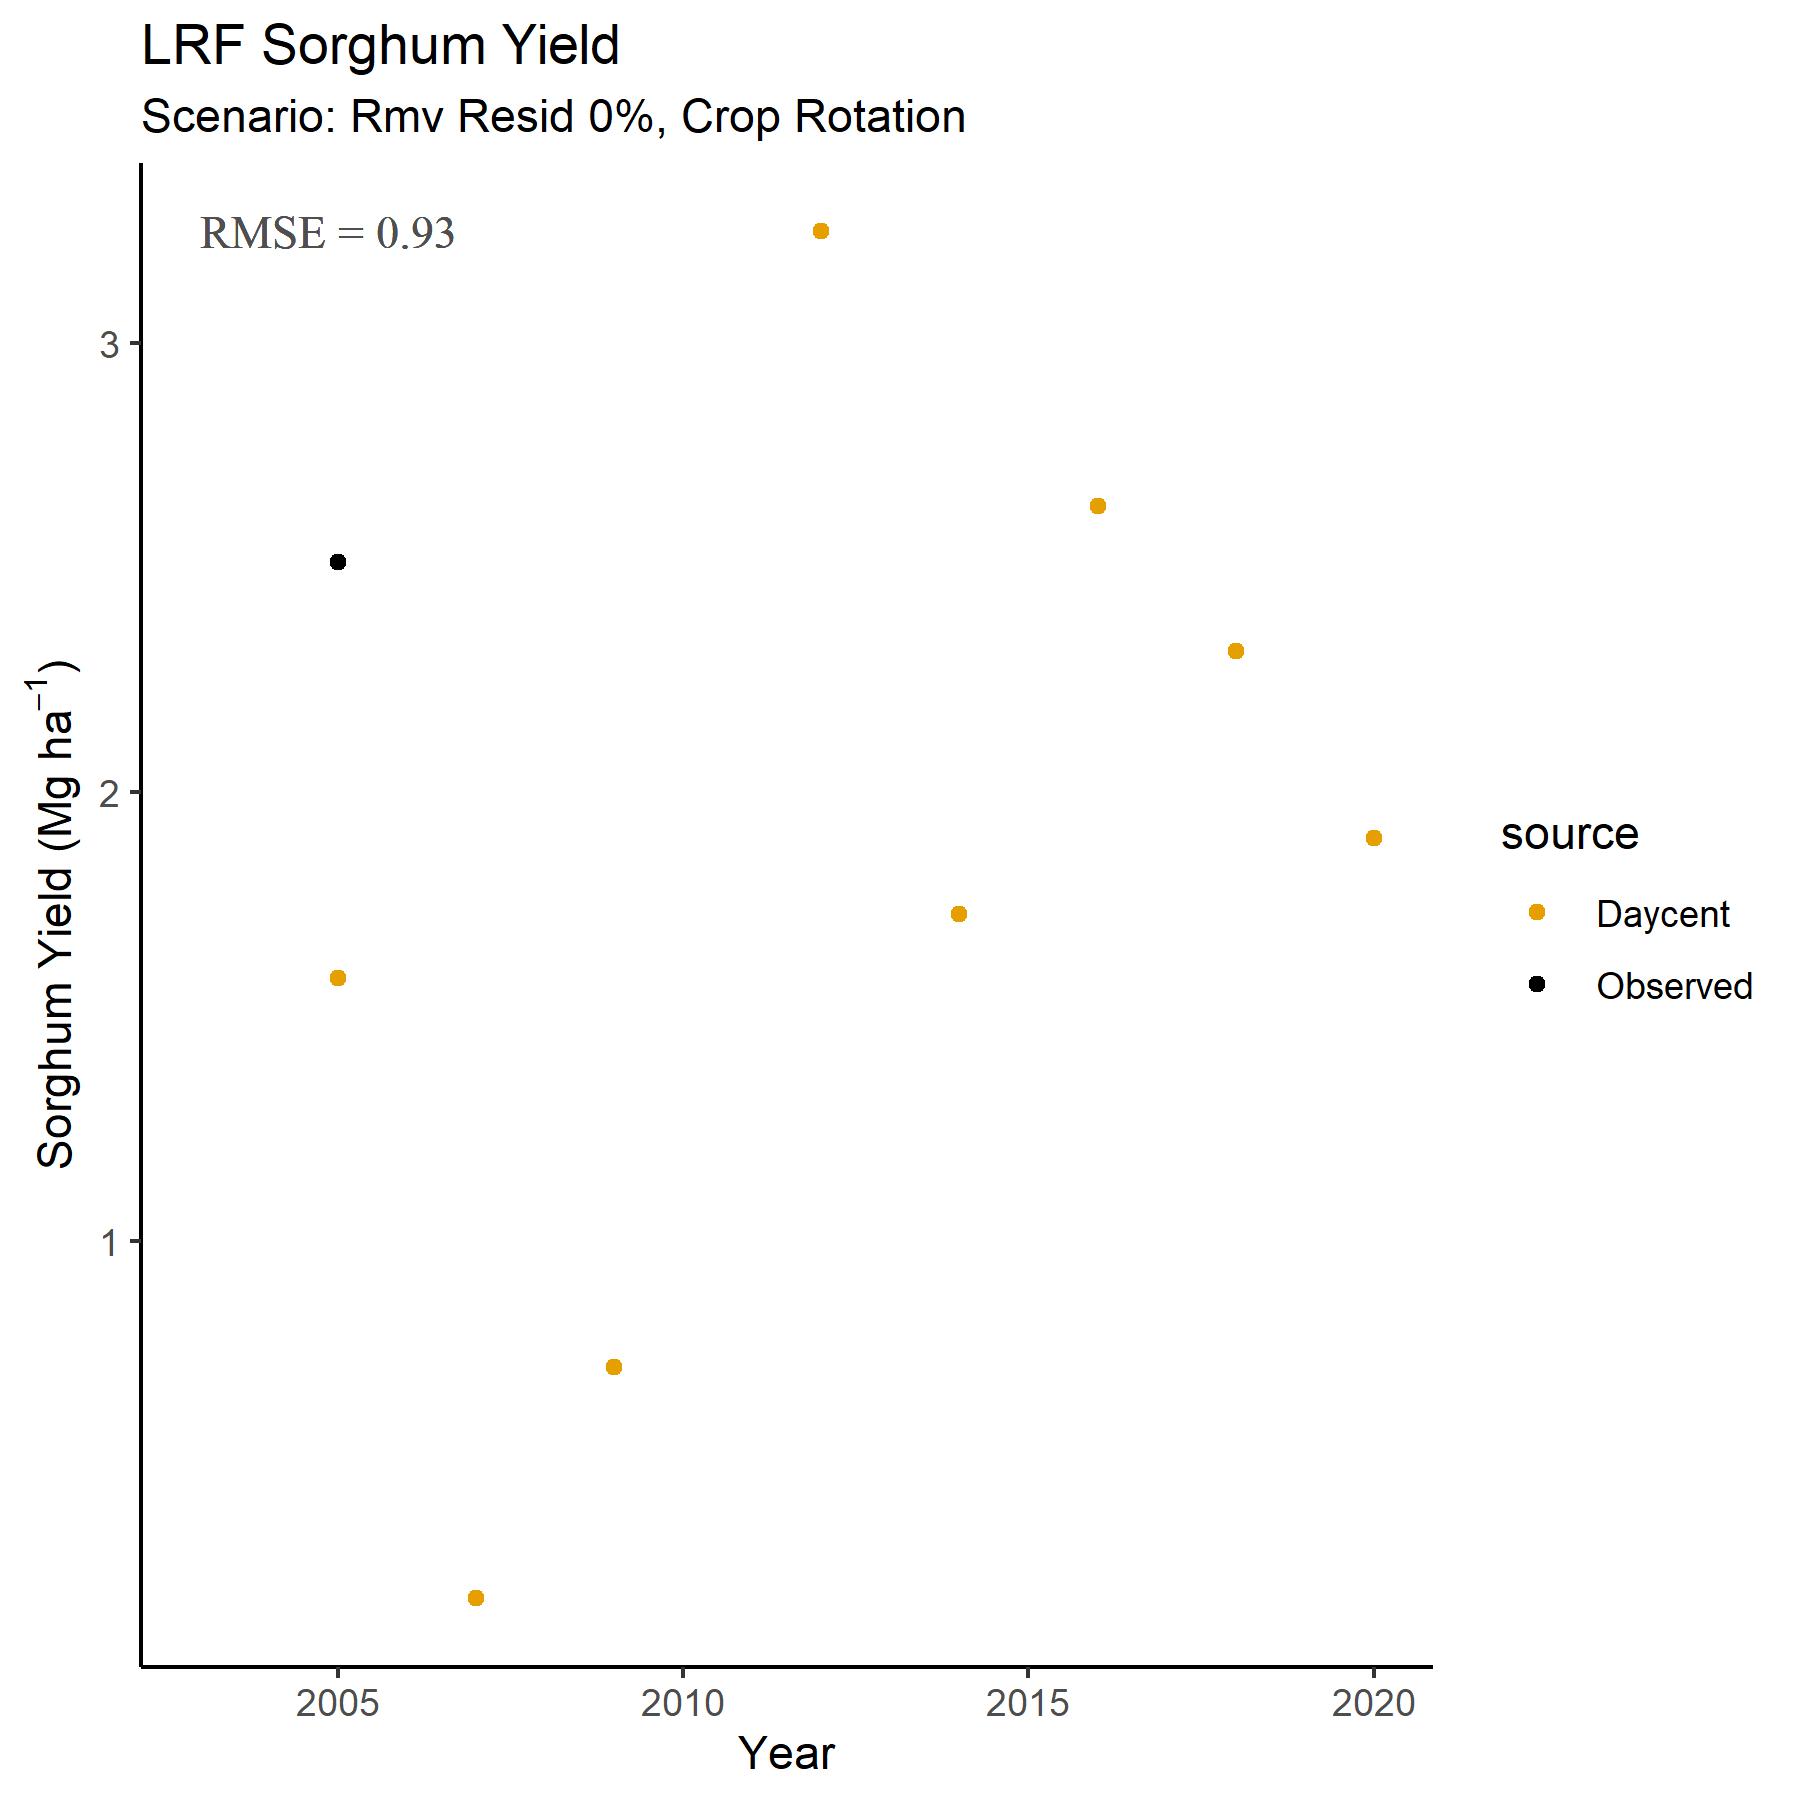 LRF Sorghum Yield
Scenario: Rmv Resid 0%, Crop Rotation
RMSE = 0.93
3
2
1
Sorghum Yield (Mg ha⁻¹)
2005 2010 2015 2020
Year
source
Daycent
Observed